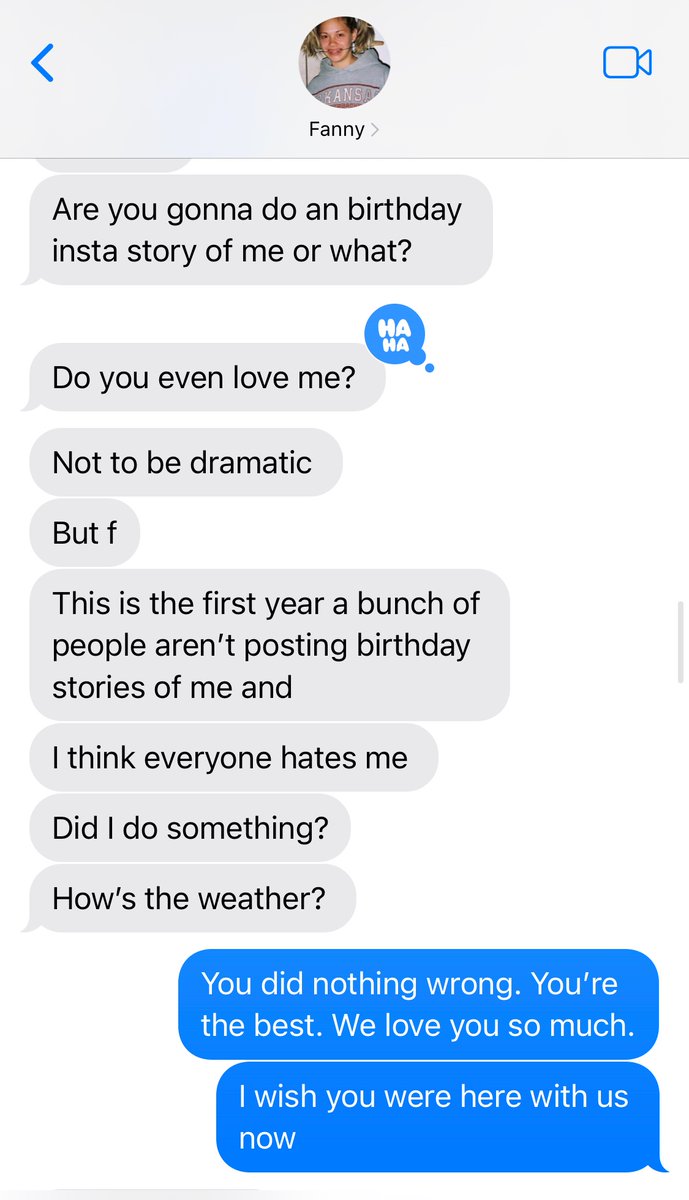 KANSA
Fanny
Are you gonna do an birthday
insta story of me or what?
HA
HA
Do you even love me?
Not to be dramatic
But f
This is the first year a bunch of
people aren’t posting birthday
stories of me and
I think everyone hates me
Did I do something?
How’s the weather?
You did nothing wrong. You’re
the best. We love you so much.
I wish you were here with us
now